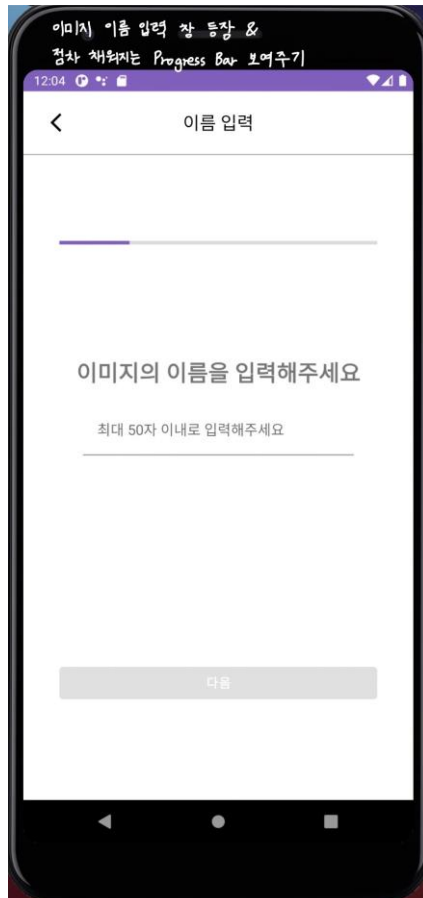 이미지 이름 입력 창 등장 &
점차 채워지는 Progress Bar 보여주기
12:04
이름 입력
이미지의 이름을 입력해주세요
최대 50자 이내로 입력해주세요
다음